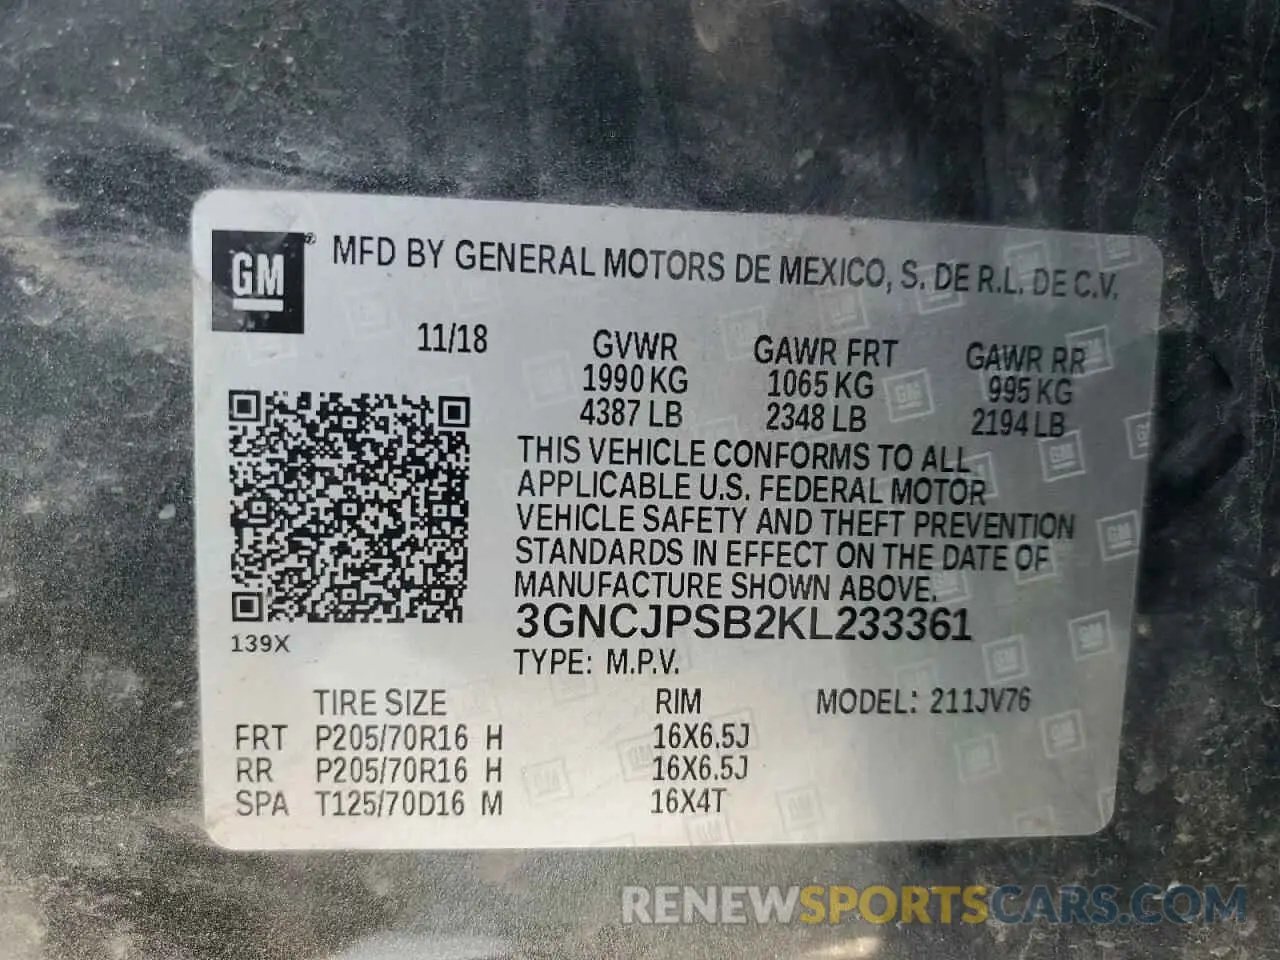 GM ® MFD BY GENERAL MOTORS DE MEXICO, S. DE R.L. DE C.V.
11/18 GVWR GAWR FRT GAWR RR
1990 KG 1065 KG 995 KG
4387 LB 2348 LB 2194 LB
THIS VEHICLE CONFORMS TO ALL
APPLICABLE U.S. FEDERAL MOTOR
VEHICLE SAFETY AND THEFT PREVENTION
STANDARDS IN EFFECT ON THE DATE OF
MANUFACTURE SHOWN ABOVE.
3GNCJPSB2KL233361
139X
TYPE: M.P.V.
TIRE SIZE RIM MODEL: 211JV76
FRT P205/70R16 H 16X6.5J
RR P205/70R16 H 16X6.5J
SPA T125/70D16 M 16X4T
RENEWSPORTSCARS.COM